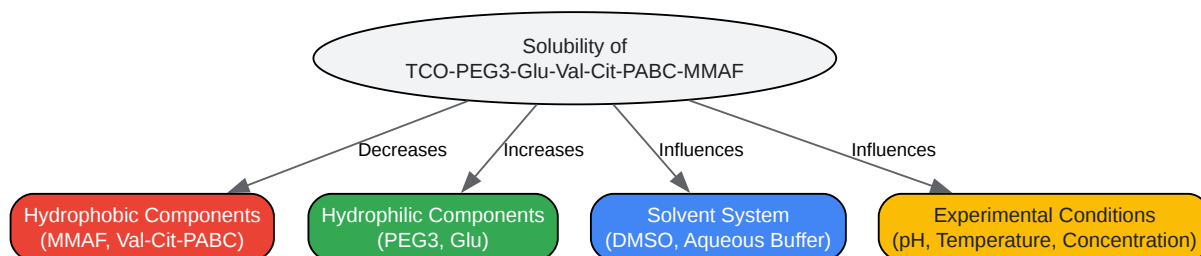 Solubility of
TCO-PEG3-Glu-Val-Cit-PABC-MMAF
Decreases
Increases
Influences
Influences
Hydrophobic Components
(MMAF, Val-Cit-PABC)
Hydrophilic Components
(PEG3, Glu)
Solvent System
(DMSO, Aqueous Buffer)
Experimental Conditions
(pH, Temperature, Concentration)